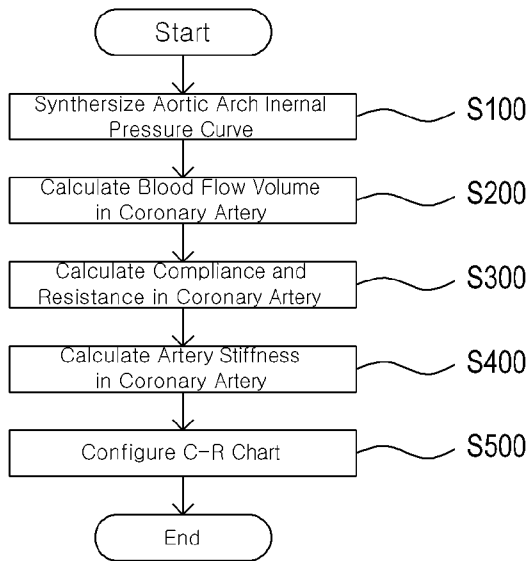 Start
Synthersize Aortic Arch Inernal
Pressure Curve
S100
Calculate Blood Flow Volume
in Coronary Artery
S200
Calculate Compliance and
Resistance in Coronary Artery
S300
Calculate Artery Stiffness
in Coronary Artery
S400
Configure C-R Chart
S500
End